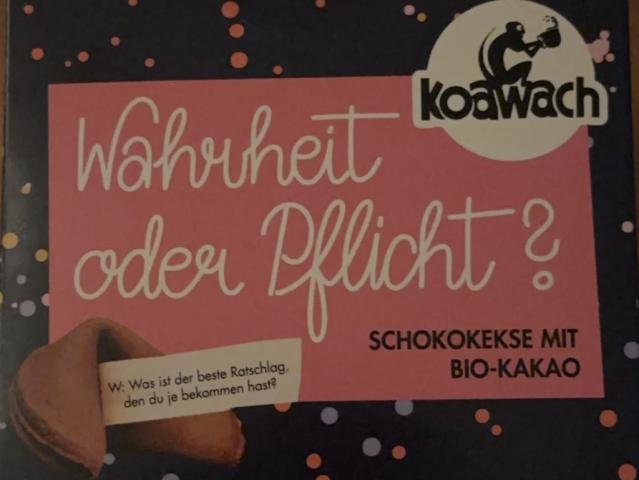 koawach
Wahrheit
oder Pflicht?
SCHOKOKEKSE MIT
BIO-KAKAO
W: Was ist der beste Ratschlag,
den du je bekommen hast?